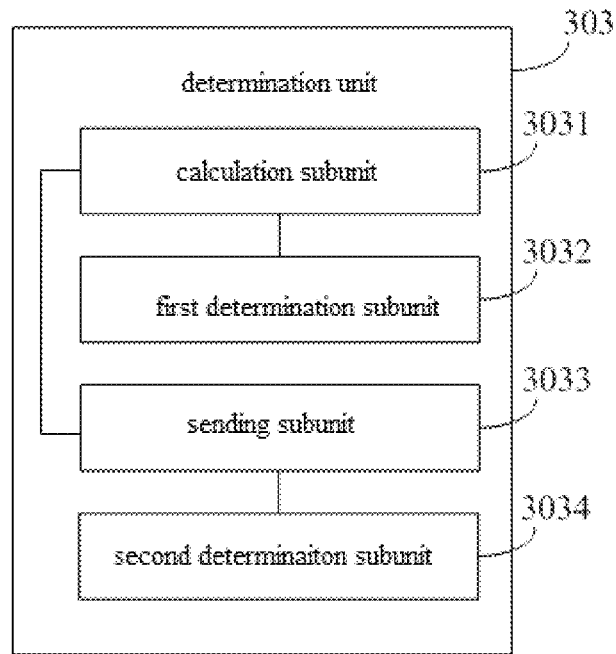 303
determination unit
3031
calculation subunit
3032
first determination subunit
3033
sending subunit
3034
second determinaiton subunit